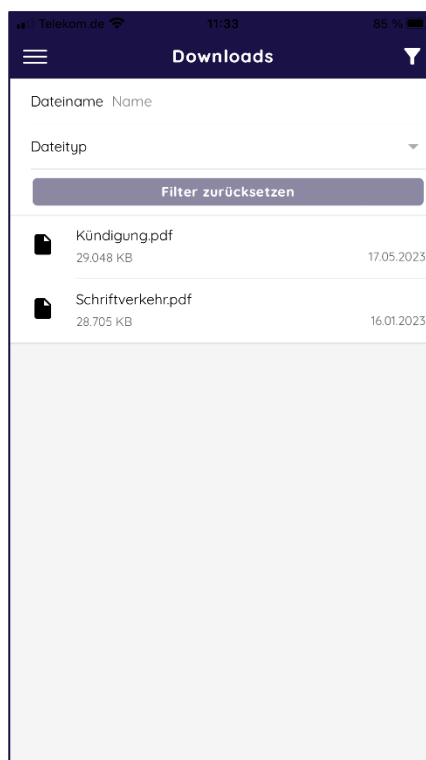 Telekom.de 11:33 85 %
Downloads
Dateiname Name
Dateityp
Filter zurücksetzen
Kündigung.pdf
29.048 KB 17.05.2023
Schriftverkehr.pdf
28.705 KB 16.01.2023